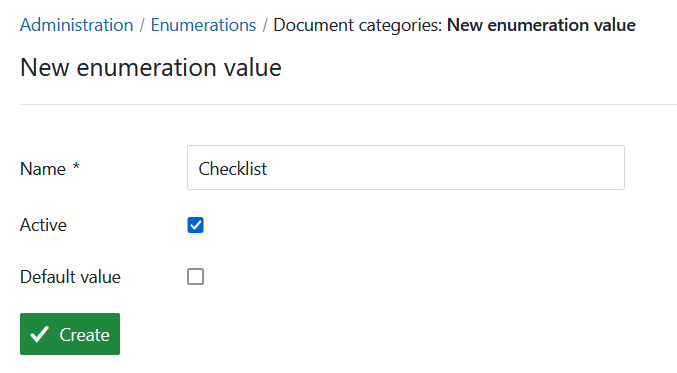 Administration / Enumerations / Document categories: New enumeration value
New enumeration value
Name * Checklist
Active
Default value
Create